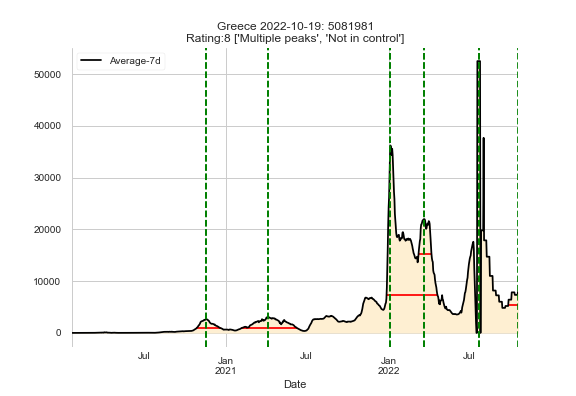 Greece 2022-10-19: 5081981
Rating:8 ['Multiple peaks', 'Not in control']
Average-7d
50000
40000
30000
20000
10000
0
Jul
Jan
2021
Jul
Jan
2022
Jul
Date